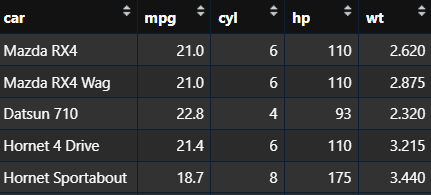 car mpg cyl hp wt
Mazda RX4 21.0 6 110 2.620
Mazda RX4 Wag 21.0 6 110 2.875
Datsun 710 22.8 4 93 2.320
Hornet 4 Drive 21.4 6 110 3.215
Hornet Sportabout 18.7 8 175 3.440